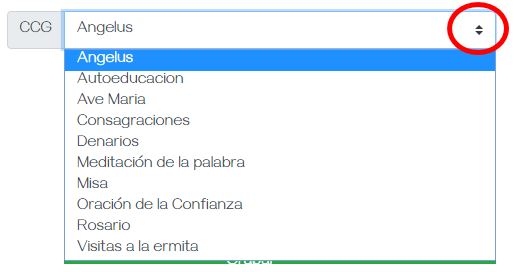 CCG Angelus
Angelus
Autoeducacion
Ave Maria
Consagraciones
Denarios
Meditación de la palabra
Misa
Oración de la Confianza
Rosario
Visitas a la ermita